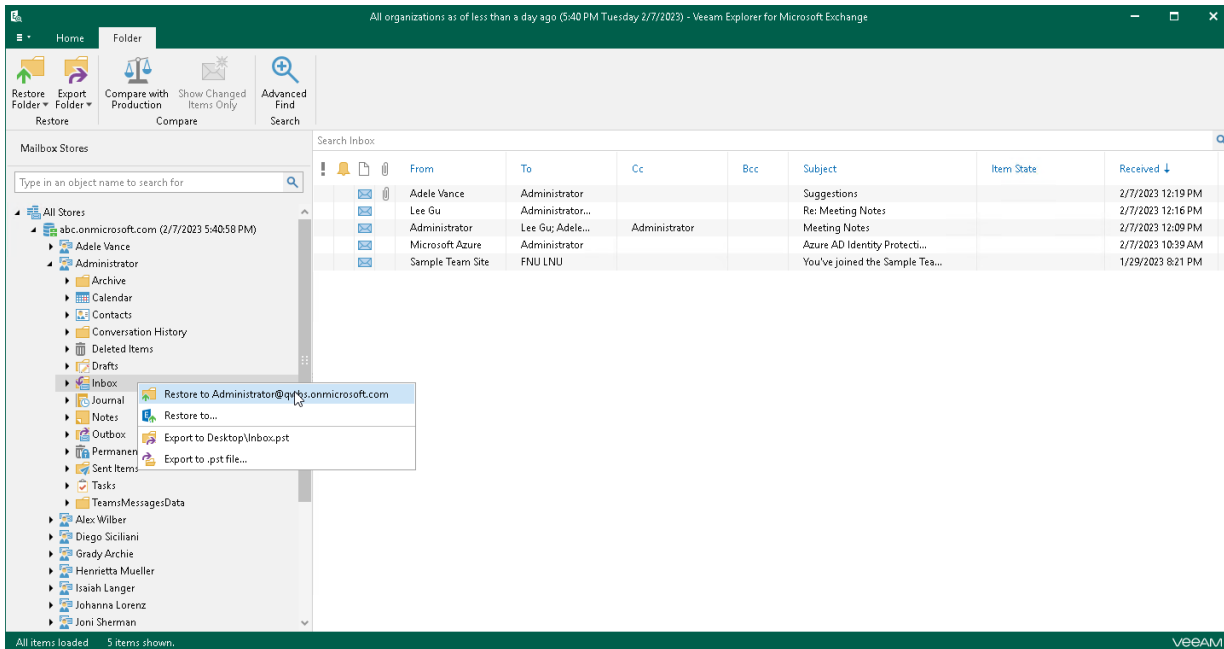 All organizations as of less than a day ago (5:40 PM Tuesday 2/7/2023) - Veeam Explorer for Microsoft Exchange
Home Folder
Restore Folder
Export Folder
Compare with Production
Show Changed Items Only
Advanced Find
Restore Compare Search
Mailbox Stores
Search Inbox
Type in an object name to search for
From To Cc Bcc Subject Item State Received
Adele Vance Administrator Suggestions 2/7/2023 12:19 PM
Lee Gu Administrator... Re: Meeting Notes 2/7/2023 12:16 PM
Administrator Lee Gu; Adele... Administrator Meeting Notes 2/7/2023 12:09 PM
Microsoft Azure Administrator Azure AD Identity Protecti... 2/7/2023 10:39 AM
Sample Team Site FNU LNU You've joined the Sample Tea... 1/29/2023 8:21 PM
All Stores
abc.onmicrosoft.com (2/7/2023 5:40:58 PM)
Adele Vance
Administrator
Archive
Calendar
Contacts
Conversation History
Deleted Items
Drafts
Inbox
Journal
Notes
Outbox
Permanen
Sent Items
Tasks
TeamsMessagesData
Alex Wilber
Diego Siciliani
Grady Archie
Henrietta Mueller
Isaiah Langer
Johanna Lorenz
Joni Sherman
Restore to
Restore to...
Export to Desktop\Inbox.pst
Export to .pst file...
All items loaded 5 items shown.
veeam